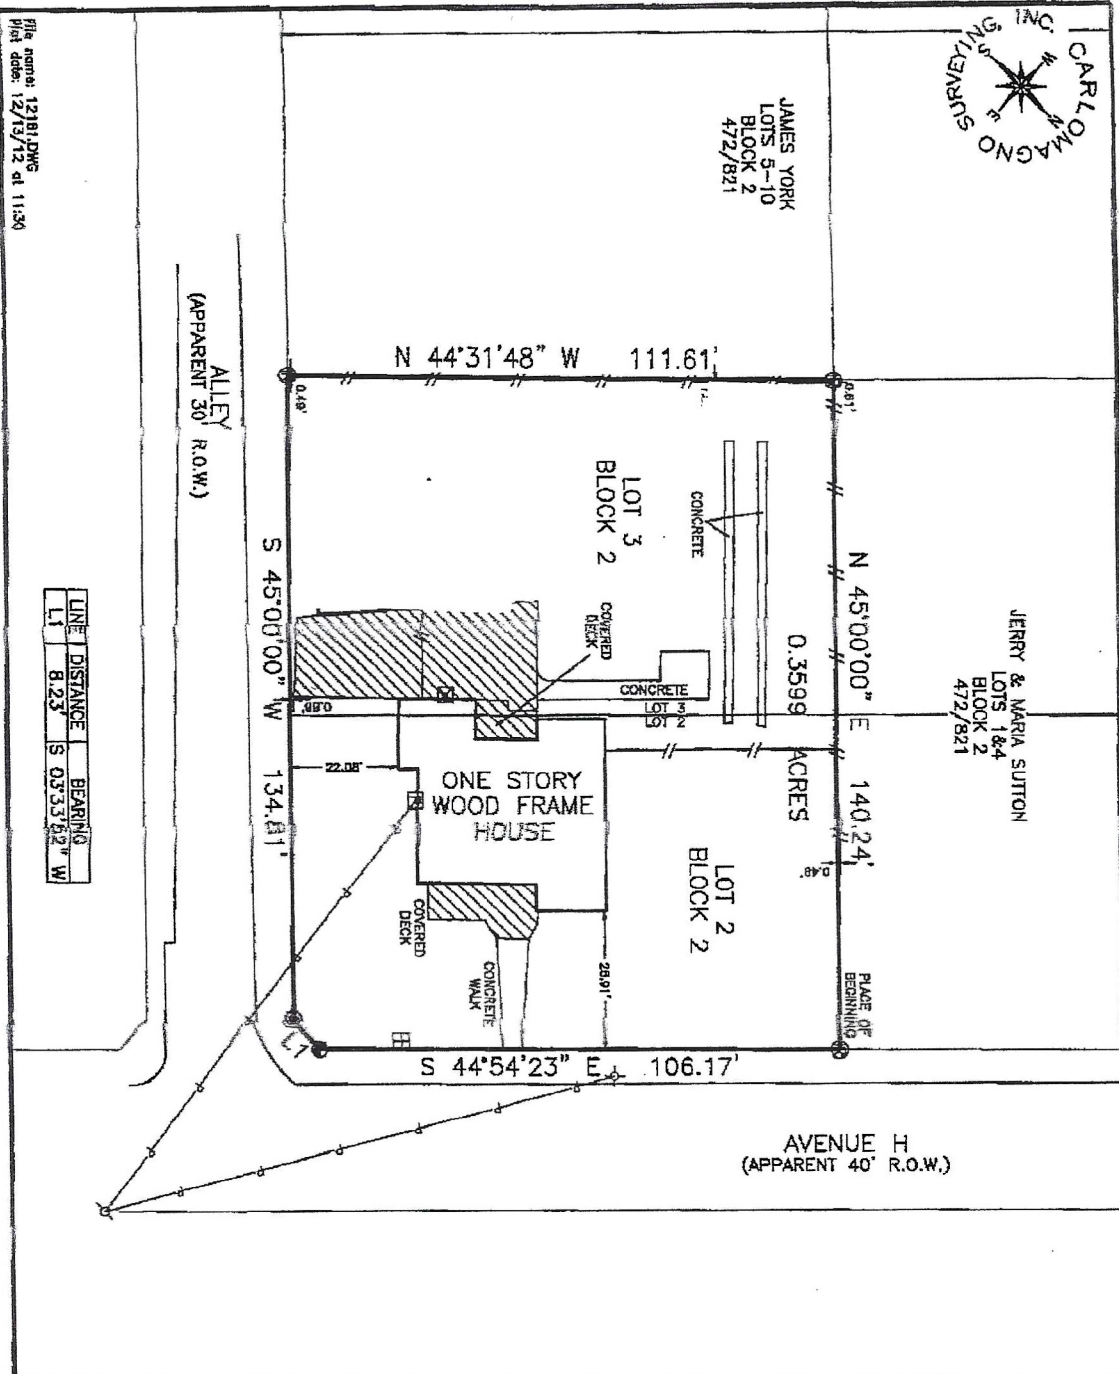 CARLOMAGNO SURVEYING, INC.
S
W
N
E
JAMES YORK
LOTS 5-10
BLOCK 2
472/821
JERRY & MARIA SUTTON
LOTS 1&4
BLOCK 2
472/821
N 44°31'48" W 111.61'
0.49'
0.61'
ALLEY
(APPARENT 30' R.O.W.)
LOT 3
BLOCK 2
CONCRETE
N 45°00'00" E 140.24'
0.3599 ACRES
S 45°00'00" W 134.81'
COVERED
DECK
CONCRETE
LOT 3
LOT 2
22.08'
ONE STORY
WOOD FRAME
HOUSE
LOT 2
BLOCK 2
0.48'
COVERED
DECK
CONCRETE
WALK
28.91'
PLACE OF
BEGINNING
L1
S 44°54'23" E 106.17'
AVENUE H
(APPARENT 40' R.O.W.)
LINE DISTANCE BEARING
L1 8.23' S 03°33'52" W
File name: 12181.DWG
Plot date: 12/13/12 at 11:30